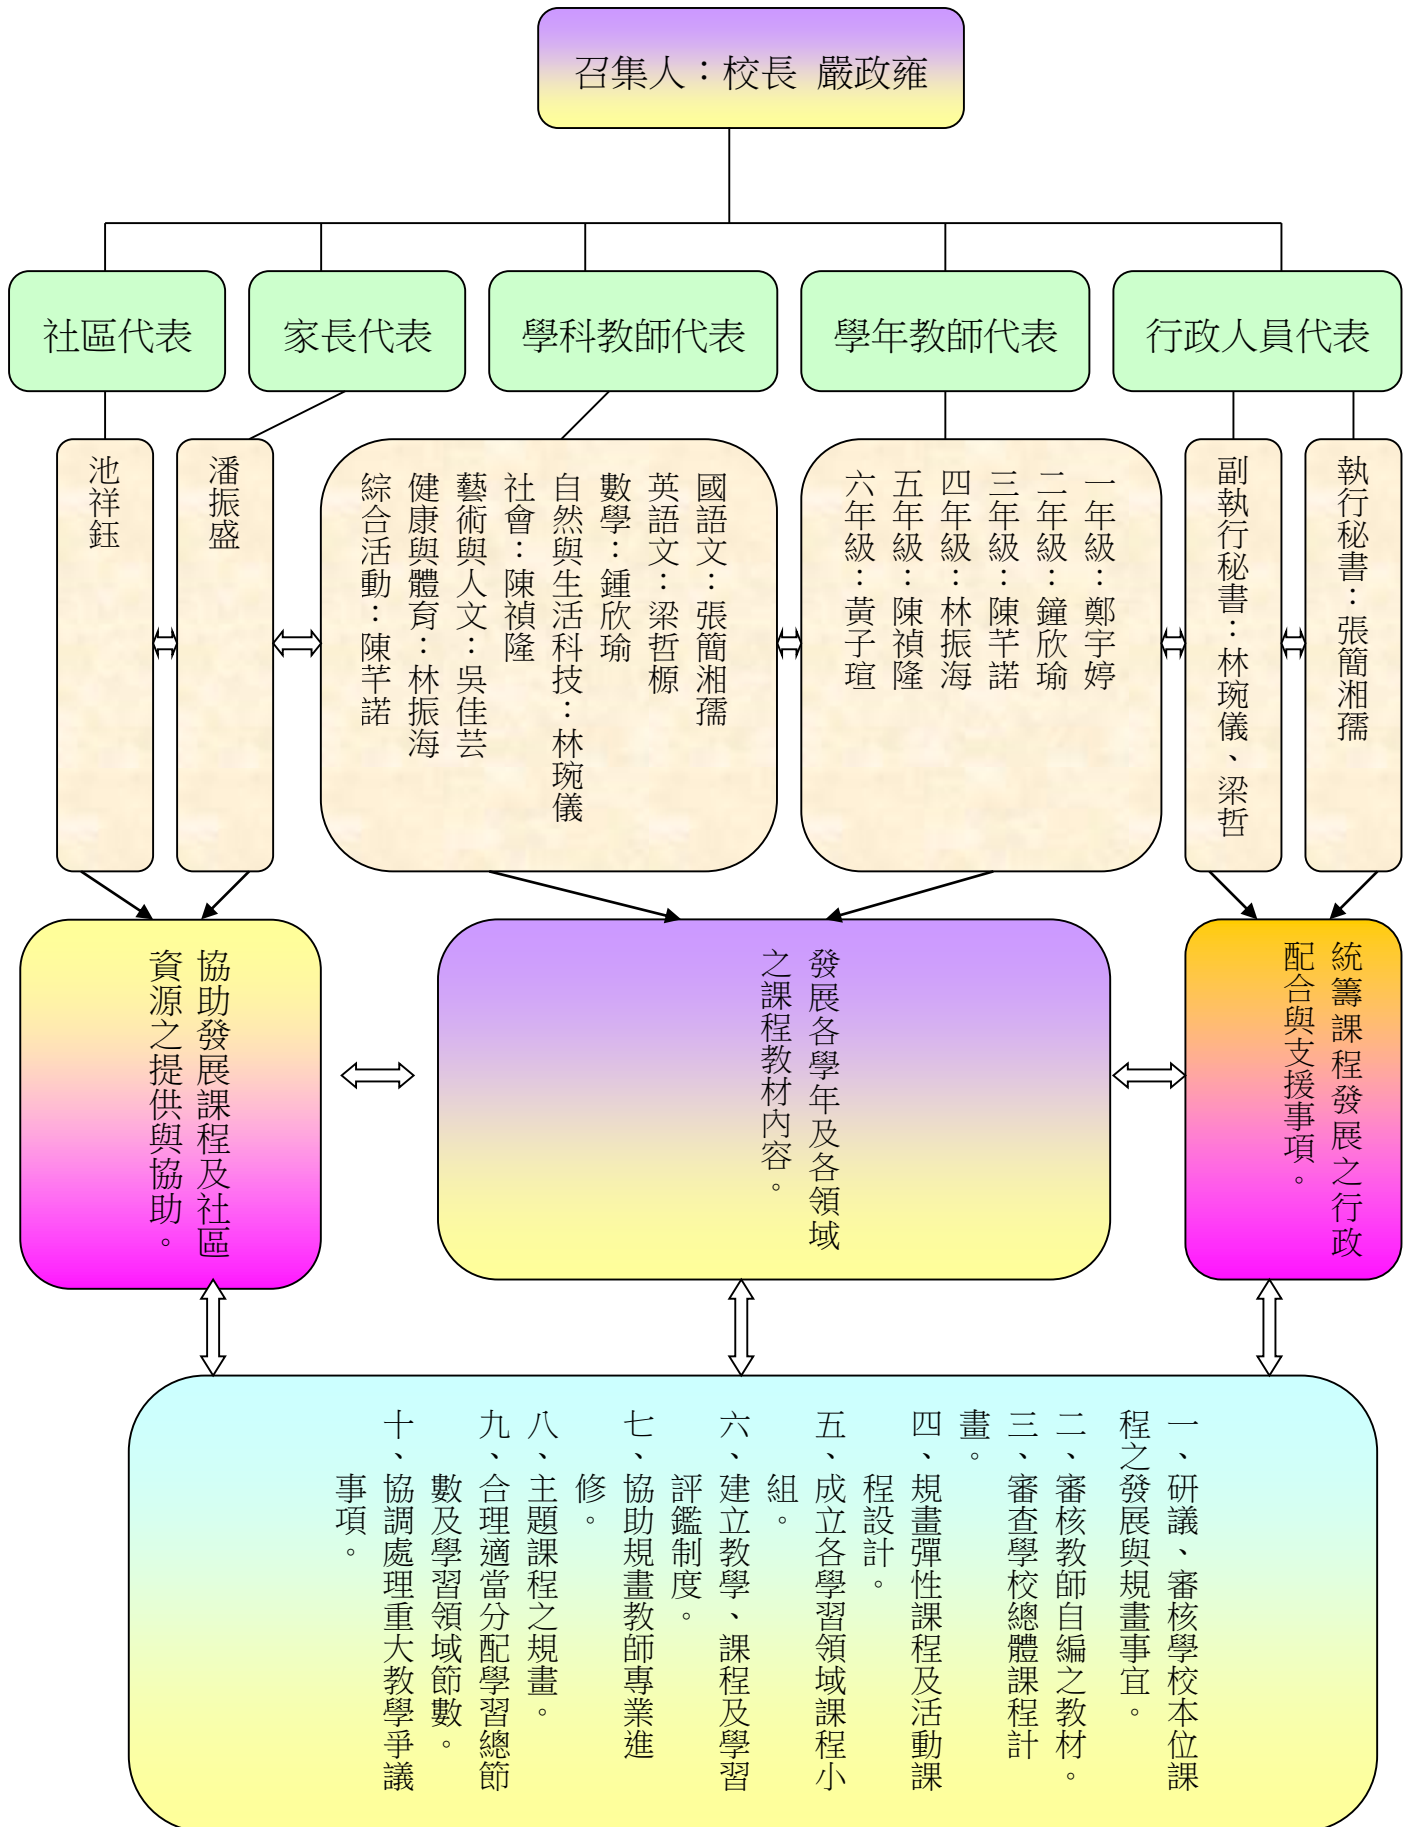 召集人：校長 嚴政雍
社區代表
家長代表
學科教師代表
學年教師代表
行政人員代表
池祥鈺
潘振盛
國語文：張簡湘孺
英語文：梁哲榞
數學：鍾欣瑜
自然與生活科技：林琬儀
社會：陳禎隆
藝術與人文：吳佳芸
健康與體育：林振海
綜合活動：陳芊諾
一年級：鄭宇婷
二年級：鐘欣瑜
三年級：陳芊諾
四年級：林振海
五年級：陳禎隆
六年級：黃子瑄
副執行秘書：林琬儀、梁哲
執行秘書：張簡湘孺
協助發展課程及社區
資源之提供與協助。
發展各學年及各領域
之課程教材內容。
統籌課程發展之行政
配合與支援事項。
一、研議、審核學校本位課
程之發展與規畫事宜。
二、審核教師自編之教材。
三、審查學校總體課程計
畫。
四、規畫彈性課程及活動課
程設計。
五、成立各學習領域課程小
組。
六、建立教學、課程及學習
評鑑制度。
七、協助規畫教師專業進
修。
八、主題課程之規畫。
九、合理適當分配學習總節
數及學習領域節數。
十、協調處理重大教學爭議
事項。